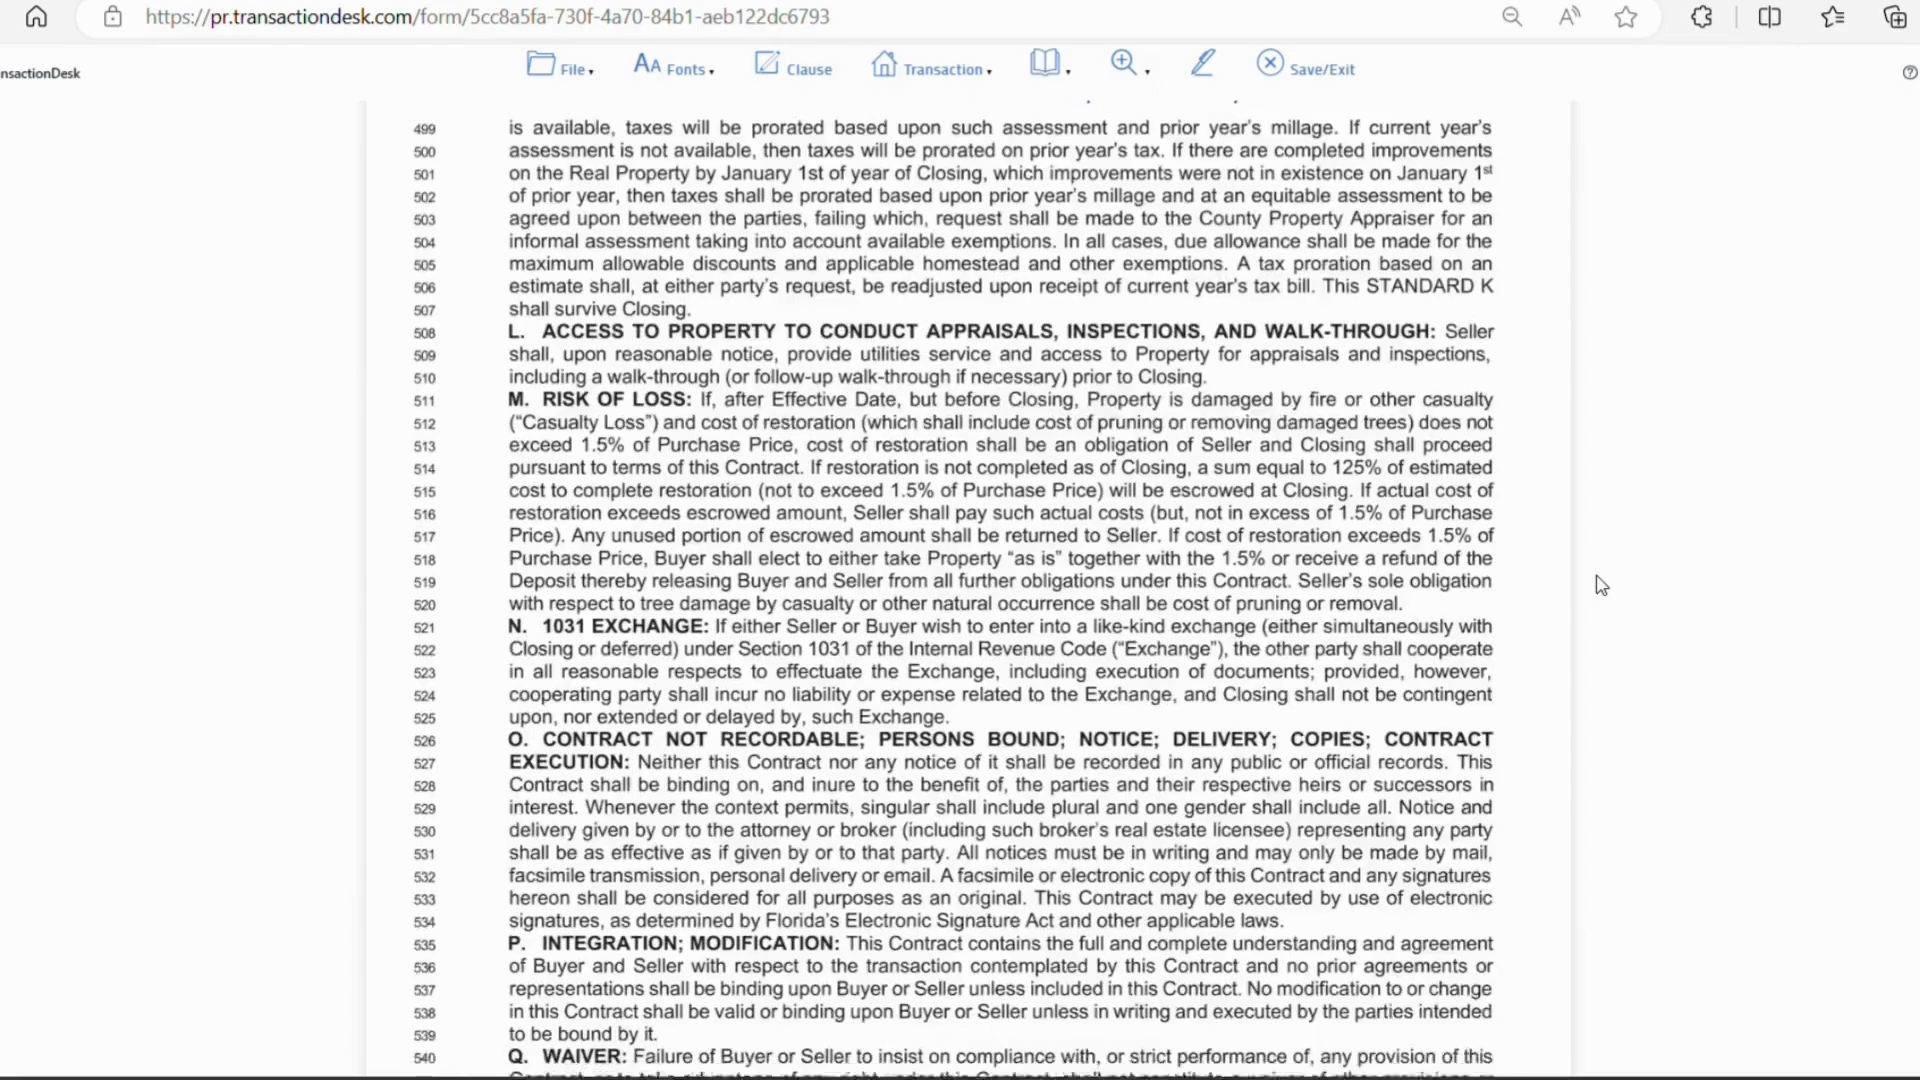 https://pr.transactiondesk.com/form/5cc8a5fa-730f-4a70-84b1-aeb122dc6793
nsactionDesk
File
Fonts
Clause
Transaction
Save/Exit
499 is available, taxes will be prorated based upon such assessment and prior year's millage. If current year's
500 assessment is not available, then taxes will be prorated on prior year's tax. If there are completed improvements
501 on the Real Property by January 1st of year of Closing, which improvements were not in existence on January 1st
502 of prior year, then taxes shall be prorated based upon prior year's millage and at an equitable assessment to be
503 agreed upon between the parties, failing which, request shall be made to the County Property Appraiser for an
504 informal assessment taking into account available exemptions. In all cases, due allowance shall be made for the
505 maximum allowable discounts and applicable homestead and other exemptions. A tax proration based on an
506 estimate shall, at either party's request, be readjusted upon receipt of current year's tax bill. This STANDARD K
507 shall survive Closing.
508 L. ACCESS TO PROPERTY TO CONDUCT APPRAISALS, INSPECTIONS, AND WALK-THROUGH: Seller
509 shall, upon reasonable notice, provide utilities service and access to Property for appraisals and inspections,
510 including a walk-through (or follow-up walk-through if necessary) prior to Closing.
511 M. RISK OF LOSS: If, after Effective Date, but before Closing, Property is damaged by fire or other casualty
512 ("Casualty Loss") and cost of restoration (which shall include cost of pruning or removing damaged trees) does not
513 exceed 1.5% of Purchase Price, cost of restoration shall be an obligation of Seller and Closing shall proceed
514 pursuant to terms of this Contract. If restoration is not completed as of Closing, a sum equal to 125% of estimated
515 cost to complete restoration (not to exceed 1.5% of Purchase Price) will be escrowed at Closing. If actual cost of
516 restoration exceeds escrowed amount, Seller shall pay such actual costs (but, not in excess of 1.5% of Purchase
517 Price). Any unused portion of escrowed amount shall be returned to Seller. If cost of restoration exceeds 1.5% of
518 Purchase Price, Buyer shall elect to either take Property "as is" together with the 1.5% or receive a refund of the
519 Deposit thereby releasing Buyer and Seller from all further obligations under this Contract. Seller's sole obligation
520 with respect to tree damage by casualty or other natural occurrence shall be cost of pruning or removal.
521 N. 1031 EXCHANGE: If either Seller or Buyer wish to enter into a like-kind exchange (either simultaneously with
522 Closing or deferred) under Section 1031 of the Internal Revenue Code ("Exchange"), the other party shall cooperate
523 in all reasonable respects to effectuate the Exchange, including execution of documents; provided, however,
524 cooperating party shall incur no liability or expense related to the Exchange, and Closing shall not be contingent
525 upon, nor extended or delayed by, such Exchange.
526 O. CONTRACT NOT RECORDABLE; PERSONS BOUND; NOTICE; DELIVERY; COPIES; CONTRACT
527 EXECUTION: Neither this Contract nor any notice of it shall be recorded in any public or official records. This
528 Contract shall be binding on, and inure to the benefit of, the parties and their respective heirs or successors in
529 interest. Whenever the context permits, singular shall include plural and one gender shall include all. Notice and
530 delivery given by or to the attorney or broker (including such broker's real estate licensee) representing any party
531 shall be as effective as if given by or to that party. All notices must be in writing and may only be made by mail,
532 facsimile transmission, personal delivery or email. A facsimile or electronic copy of this Contract and any signatures
533 hereon shall be considered for all purposes as an original. This Contract may be executed by use of electronic
534 signatures, as determined by Florida's Electronic Signature Act and other applicable laws.
535 P. INTEGRATION; MODIFICATION: This Contract contains the full and complete understanding and agreement
536 of Buyer and Seller with respect to the transaction contemplated by this Contract and no prior agreements or
537 representations shall be binding upon Buyer or Seller unless included in this Contract. No modification to or change
538 in this Contract shall be valid or binding upon Buyer or Seller unless in writing and executed by the parties intended
539 to be bound by it.
540 Q. WAIVER: Failure of Buyer or Seller to insist on compliance with, or strict performance of, any provision of this